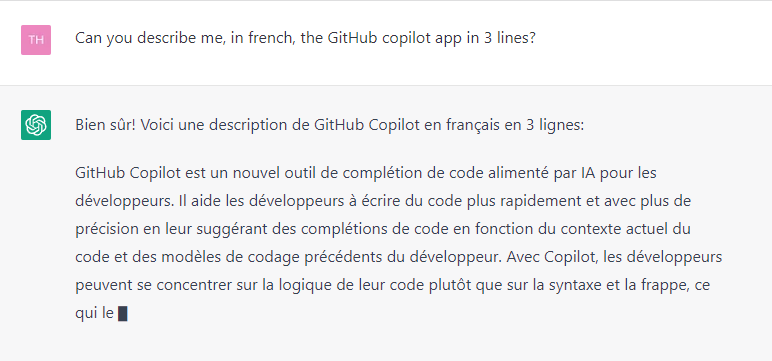 TH
Can you describe me, in french, the GitHub copilot app in 3 lines?
Bien sûr! Voici une description de GitHub Copilot en français en 3 lignes:
GitHub Copilot est un nouvel outil de complétion de code alimenté par IA pour les
développeurs. Il aide les développeurs à écrire du code plus rapidement et avec plus de
précision en leur suggérant des complétions de code en fonction du contexte actuel du
code et des modèles de codage précédents du développeur. Avec Copilot, les développeurs
peuvent se concentrer sur la logique de leur code plutôt que sur la syntaxe et la frappe, ce
qui le